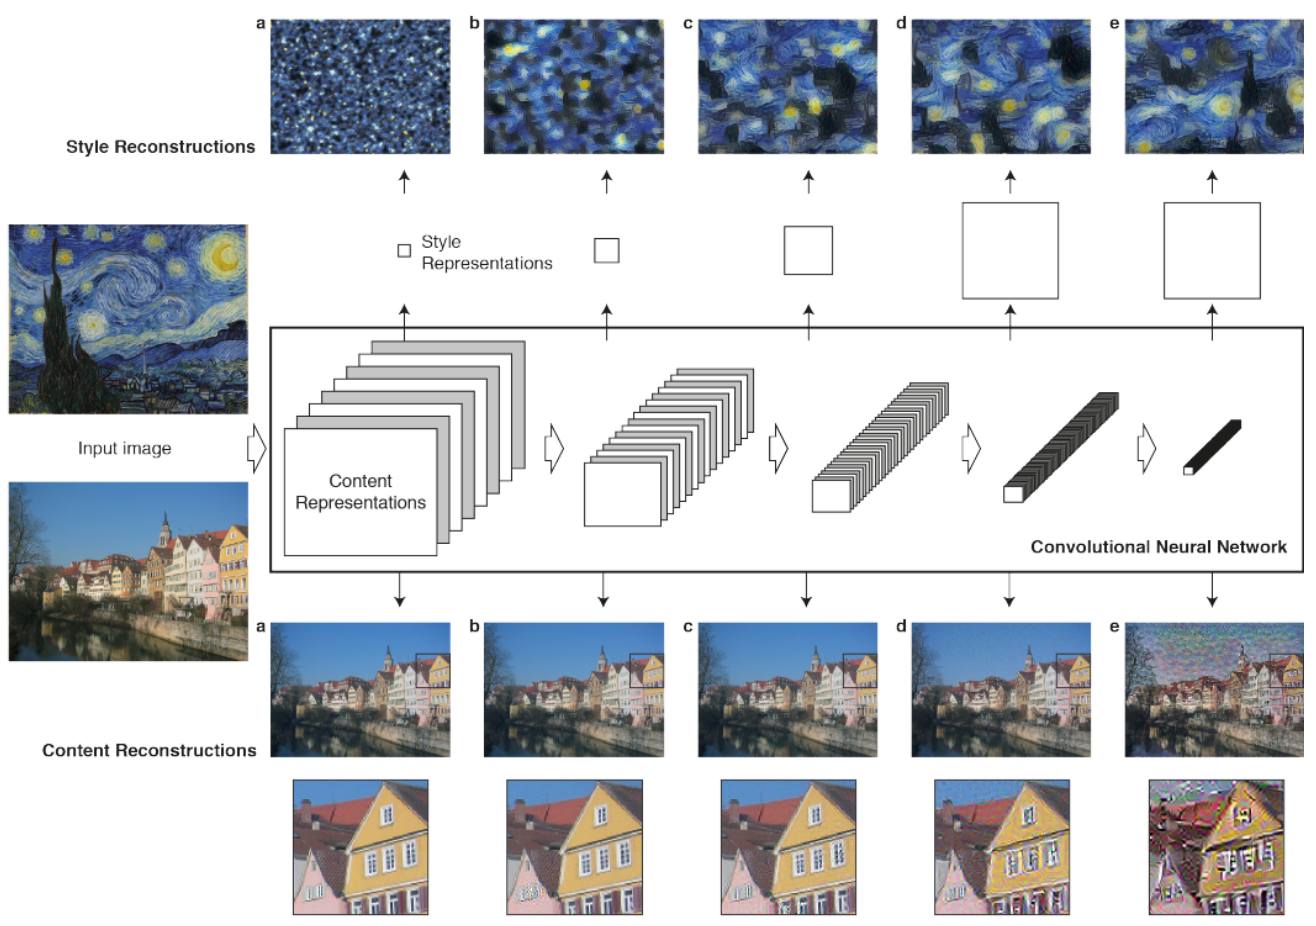 a b c d e
Style Reconstructions
Style
Representations
Input image
Content
Representations
Convolutional Neural Network
a b c d e
Content Reconstructions